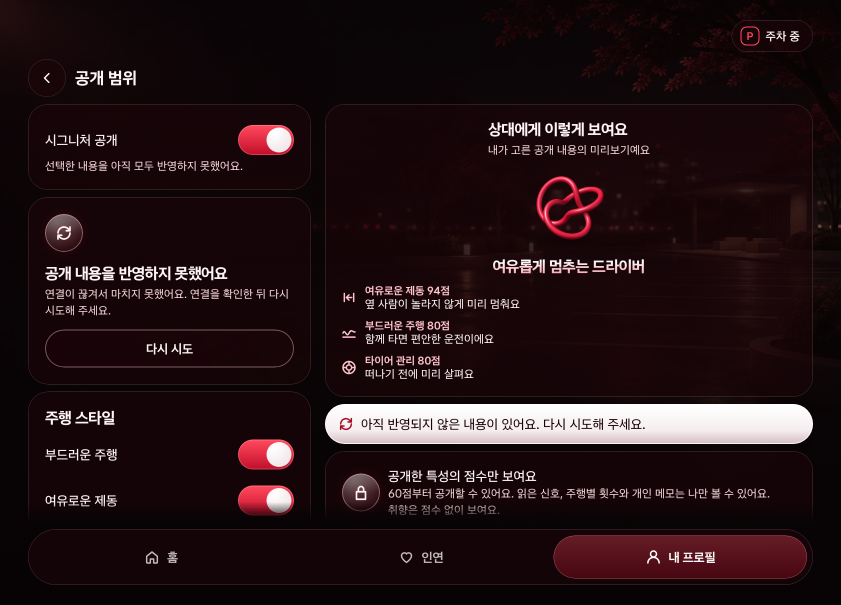 P 주차 중
공개 범위
시그니처 공개
선택한 내용을 아직 모두 반영하지 못했어요.
공개 내용을 반영하지 못했어요
연결이 끊겨서 마치지 못했어요. 연결을 확인한 뒤 다시
시도해 주세요.
다시 시도
주행 스타일
부드러운 주행
여유로운 제동
상대에게 이렇게 보여요
내가 고른 공개 내용의 미리보기예요
여유롭게 멈추는 드라이버
여유로운 제동 94점
옆 사람이 놀라지 않게 미리 멈춰요
부드러운 주행 80점
함께 타면 편안한 운전이에요
타이어 관리 80점
떠나기 전에 미리 살펴요
아직 반영되지 않은 내용이 있어요. 다시 시도해 주세요.
공개한 특성의 점수만 보여요
60점부터 공개할 수 있어요. 읽은 신호, 주행별 횟수와 개인 메모는 나만 볼 수 있어요.
취향은 점수 없이 보여요.
홈
인연
내 프로필